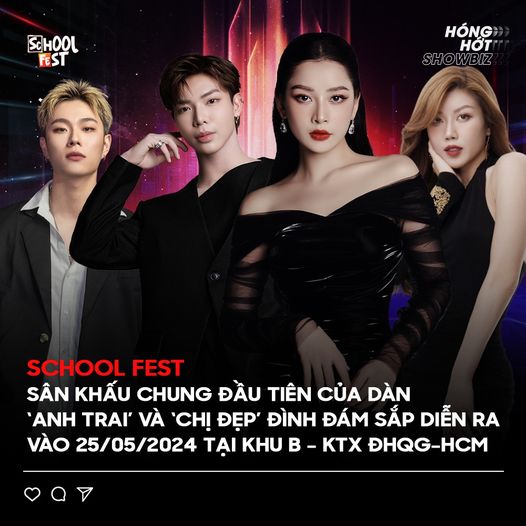 SCHOOL
FEST
HÓNG
HỚT
SHOWBIZ
SCHOOL FEST
SÂN KHẤU CHUNG ĐẦU TIÊN CỦA DÀN
‘ANH TRAI’ VÀ ‘CHỊ ĐẸP’ ĐÌNH ĐÁM SẮP DIỄN RA
VÀO 25/05/2024 TẠI KHU B - KTX ĐHQG-HCM